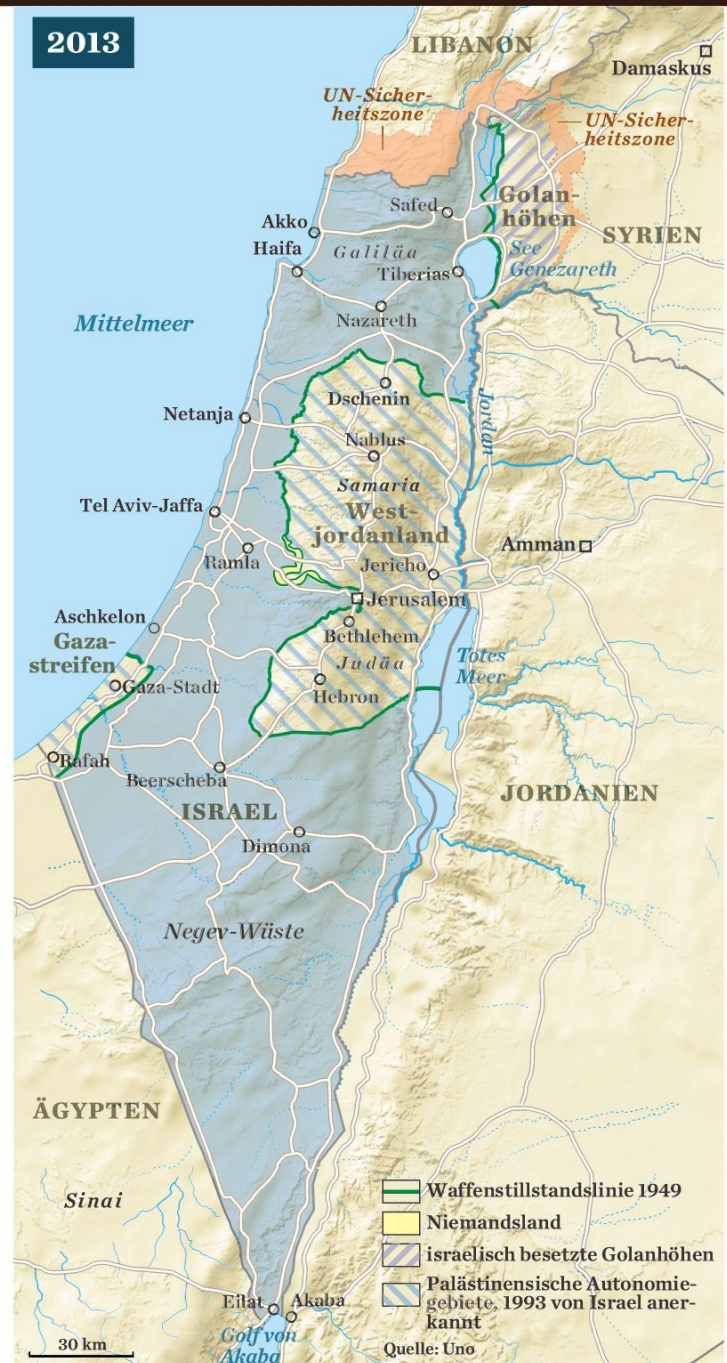 2013
LIBANON
Damaskus
UN-Sicher-
heitszone
UN-Sicher-
heitszone
Golan-
höhen
Safed
SYRIEN
Akko
Haifa
Galiläa
See
Genezareth
Tiberias
Mittelmeer
Nazareth
Dschenin
Jordan
Netanja
Nablus
Samaria
West-
jordanland
Tel Aviv-Jaffa
Amman
Ramla
Jericho
Jerusalem
Aschkelon
Bethlehem
Gaza-
streifen
Judäa
Totes
Meer
Gaza-Stadt
Hebron
Rafah
Beerscheba
JORDANIEN
ISRAEL
Dimona
Negev-Wüste
ÄGYPTEN
Sinai
Waffenstillstandslinie 1949
Niemandsland
israelisch besetzte Golanhöhen
Palästinensische Autonomie-
gebiete, 1993 von Israel aner-
kannt
Eilat
Akaba
Golf von
Akaba
30 km
Quelle: Uno